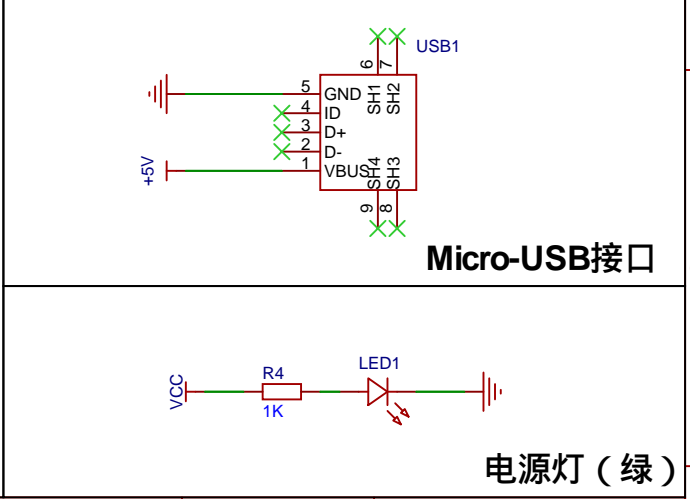 USB1
6
7
5
GND
SH1
SH2
4
ID
3
D+
2
D-
+5V
1
VBUS
SH4
SH3
9
8
Micro-USB接口
R4
LED1
VCC
1K
电源灯（绿）